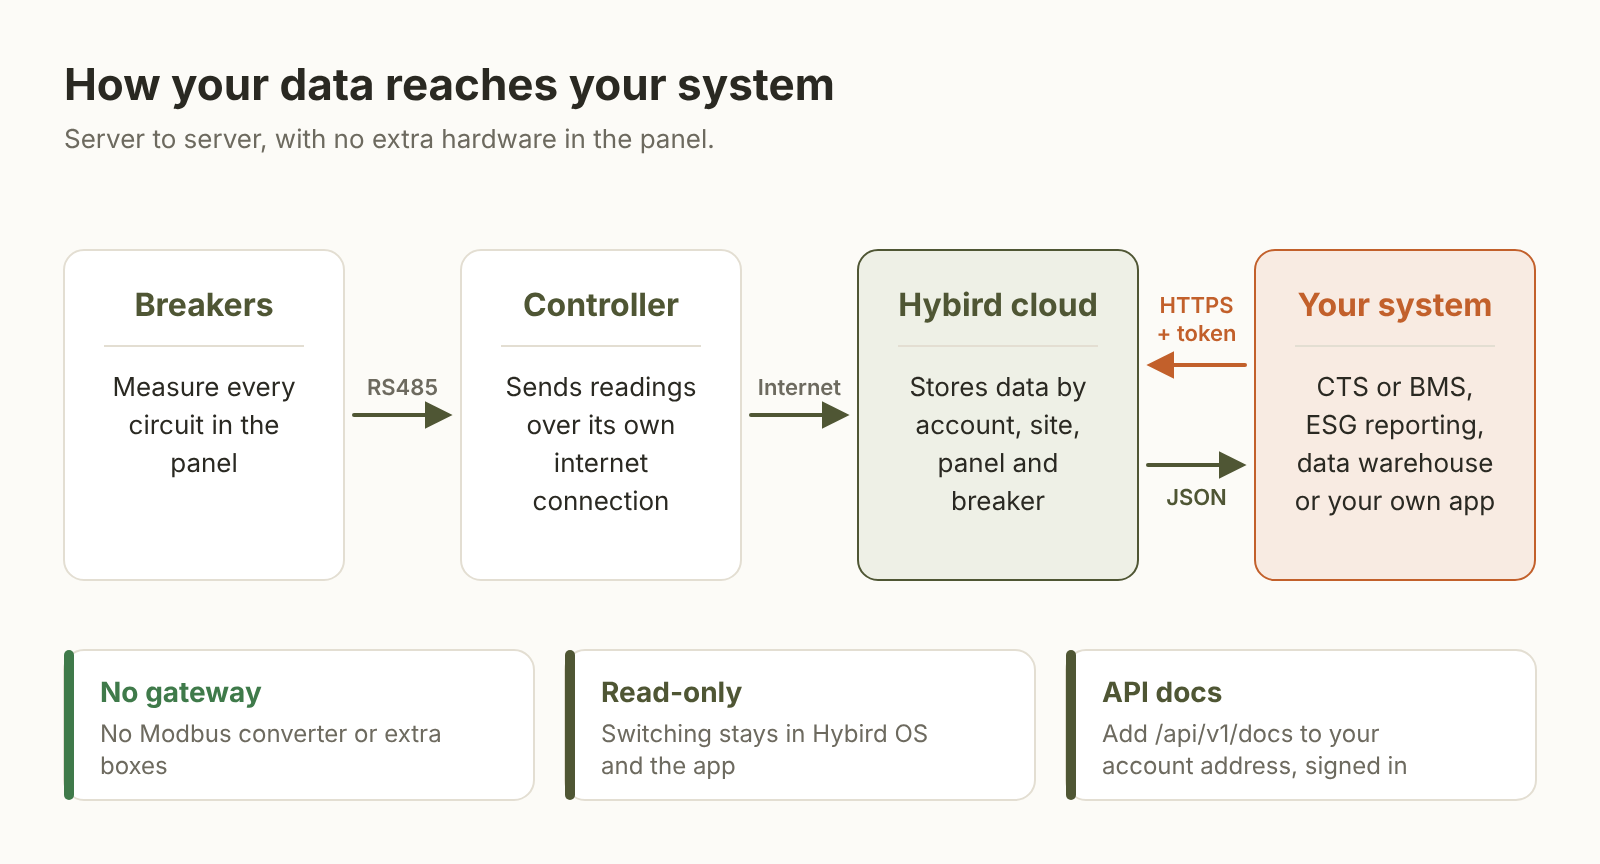 How your data reaches your system
Server to server, with no extra hardware in the panel.
Breakers
Measure every
circuit in the
panel
RS485
Controller
Sends readings
over its own
internet
connection
Internet
Hybird cloud
Stores data by
account, site,
panel and
breaker
HTTPS
+ token
JSON
Your system
CTS or BMS,
ESG reporting,
data warehouse
or your own app
No gateway
No Modbus converter or extra
boxes
Read-only
Switching stays in Hybird OS
and the app
API docs
Add /api/v1/docs to your
account address, signed in